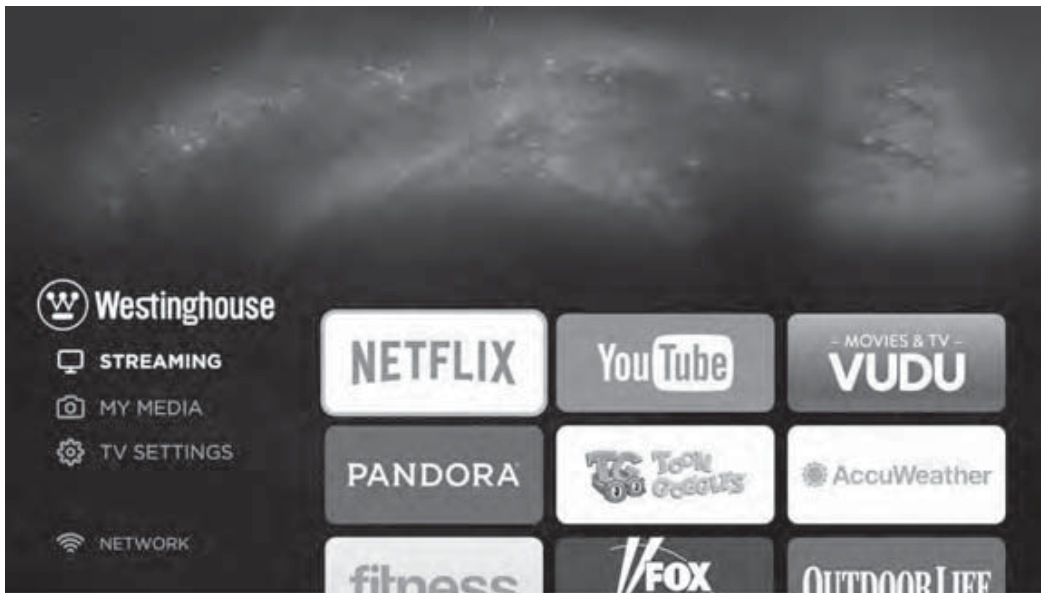 Westinghouse
STREAMING
MY MEDIA
TV SETTINGS
NETWORK
NETFLIX
YouTube
- MOVIES & TV -
VUDU
PANDORA
TG TOON
GOGGLES
AccuWeather
fitness
FOX
OUTDOOR LIFE